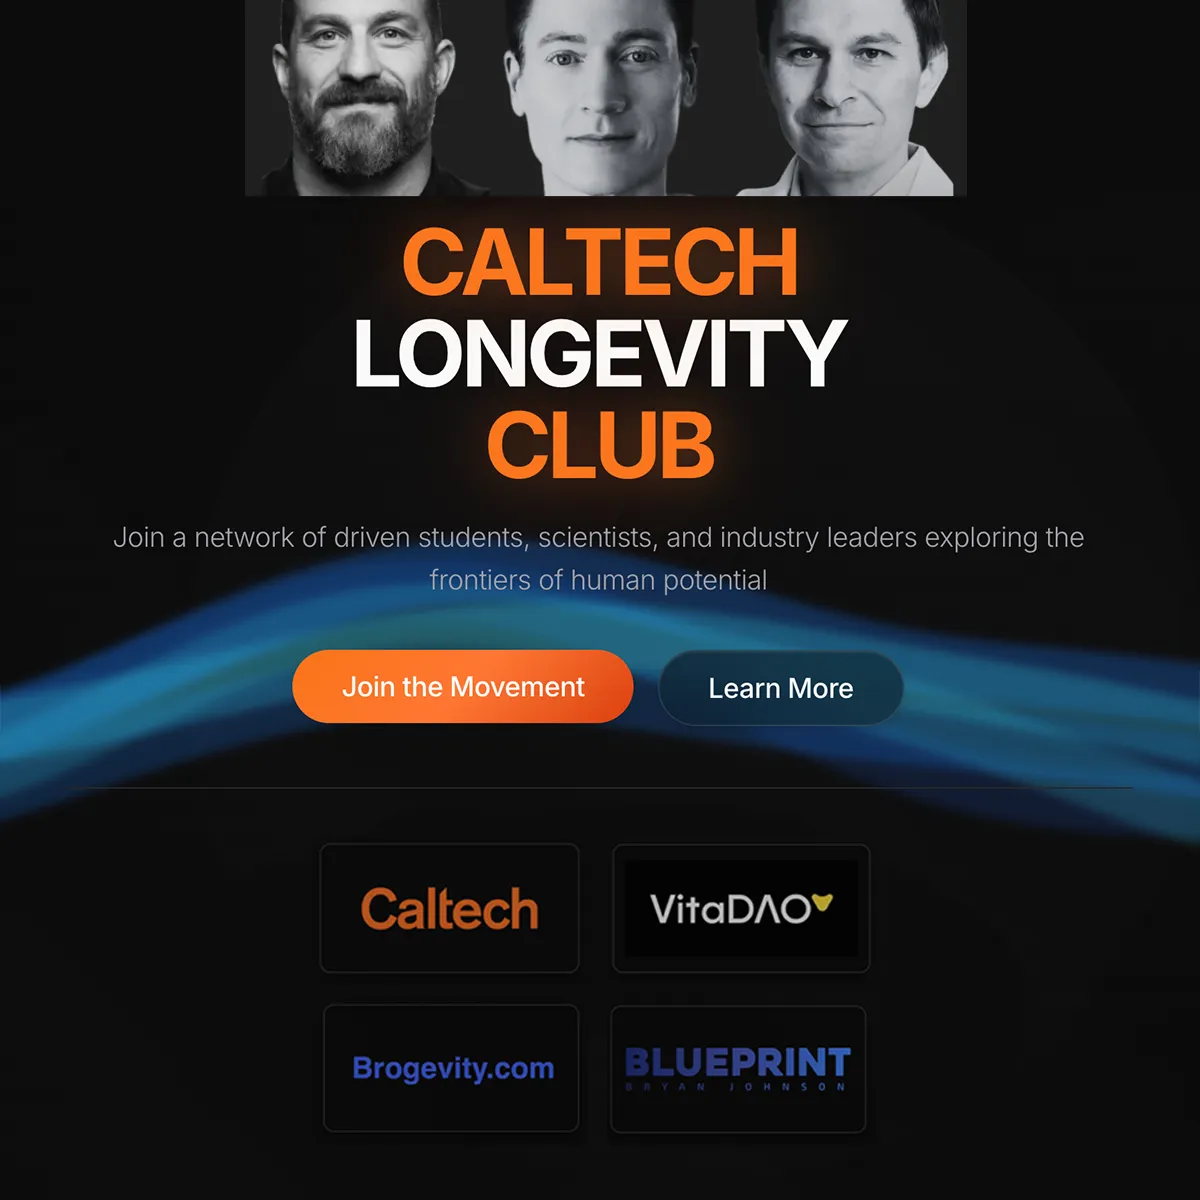 CALTECH
LONGEVITY
CLUB
Join a network of driven students, scientists, and industry leaders exploring the
frontiers of human potential
Join the Movement
Learn More
Caltech
VitaDAO
Brogevity.com
BLUEPRINT
BRYAN JOHNSON